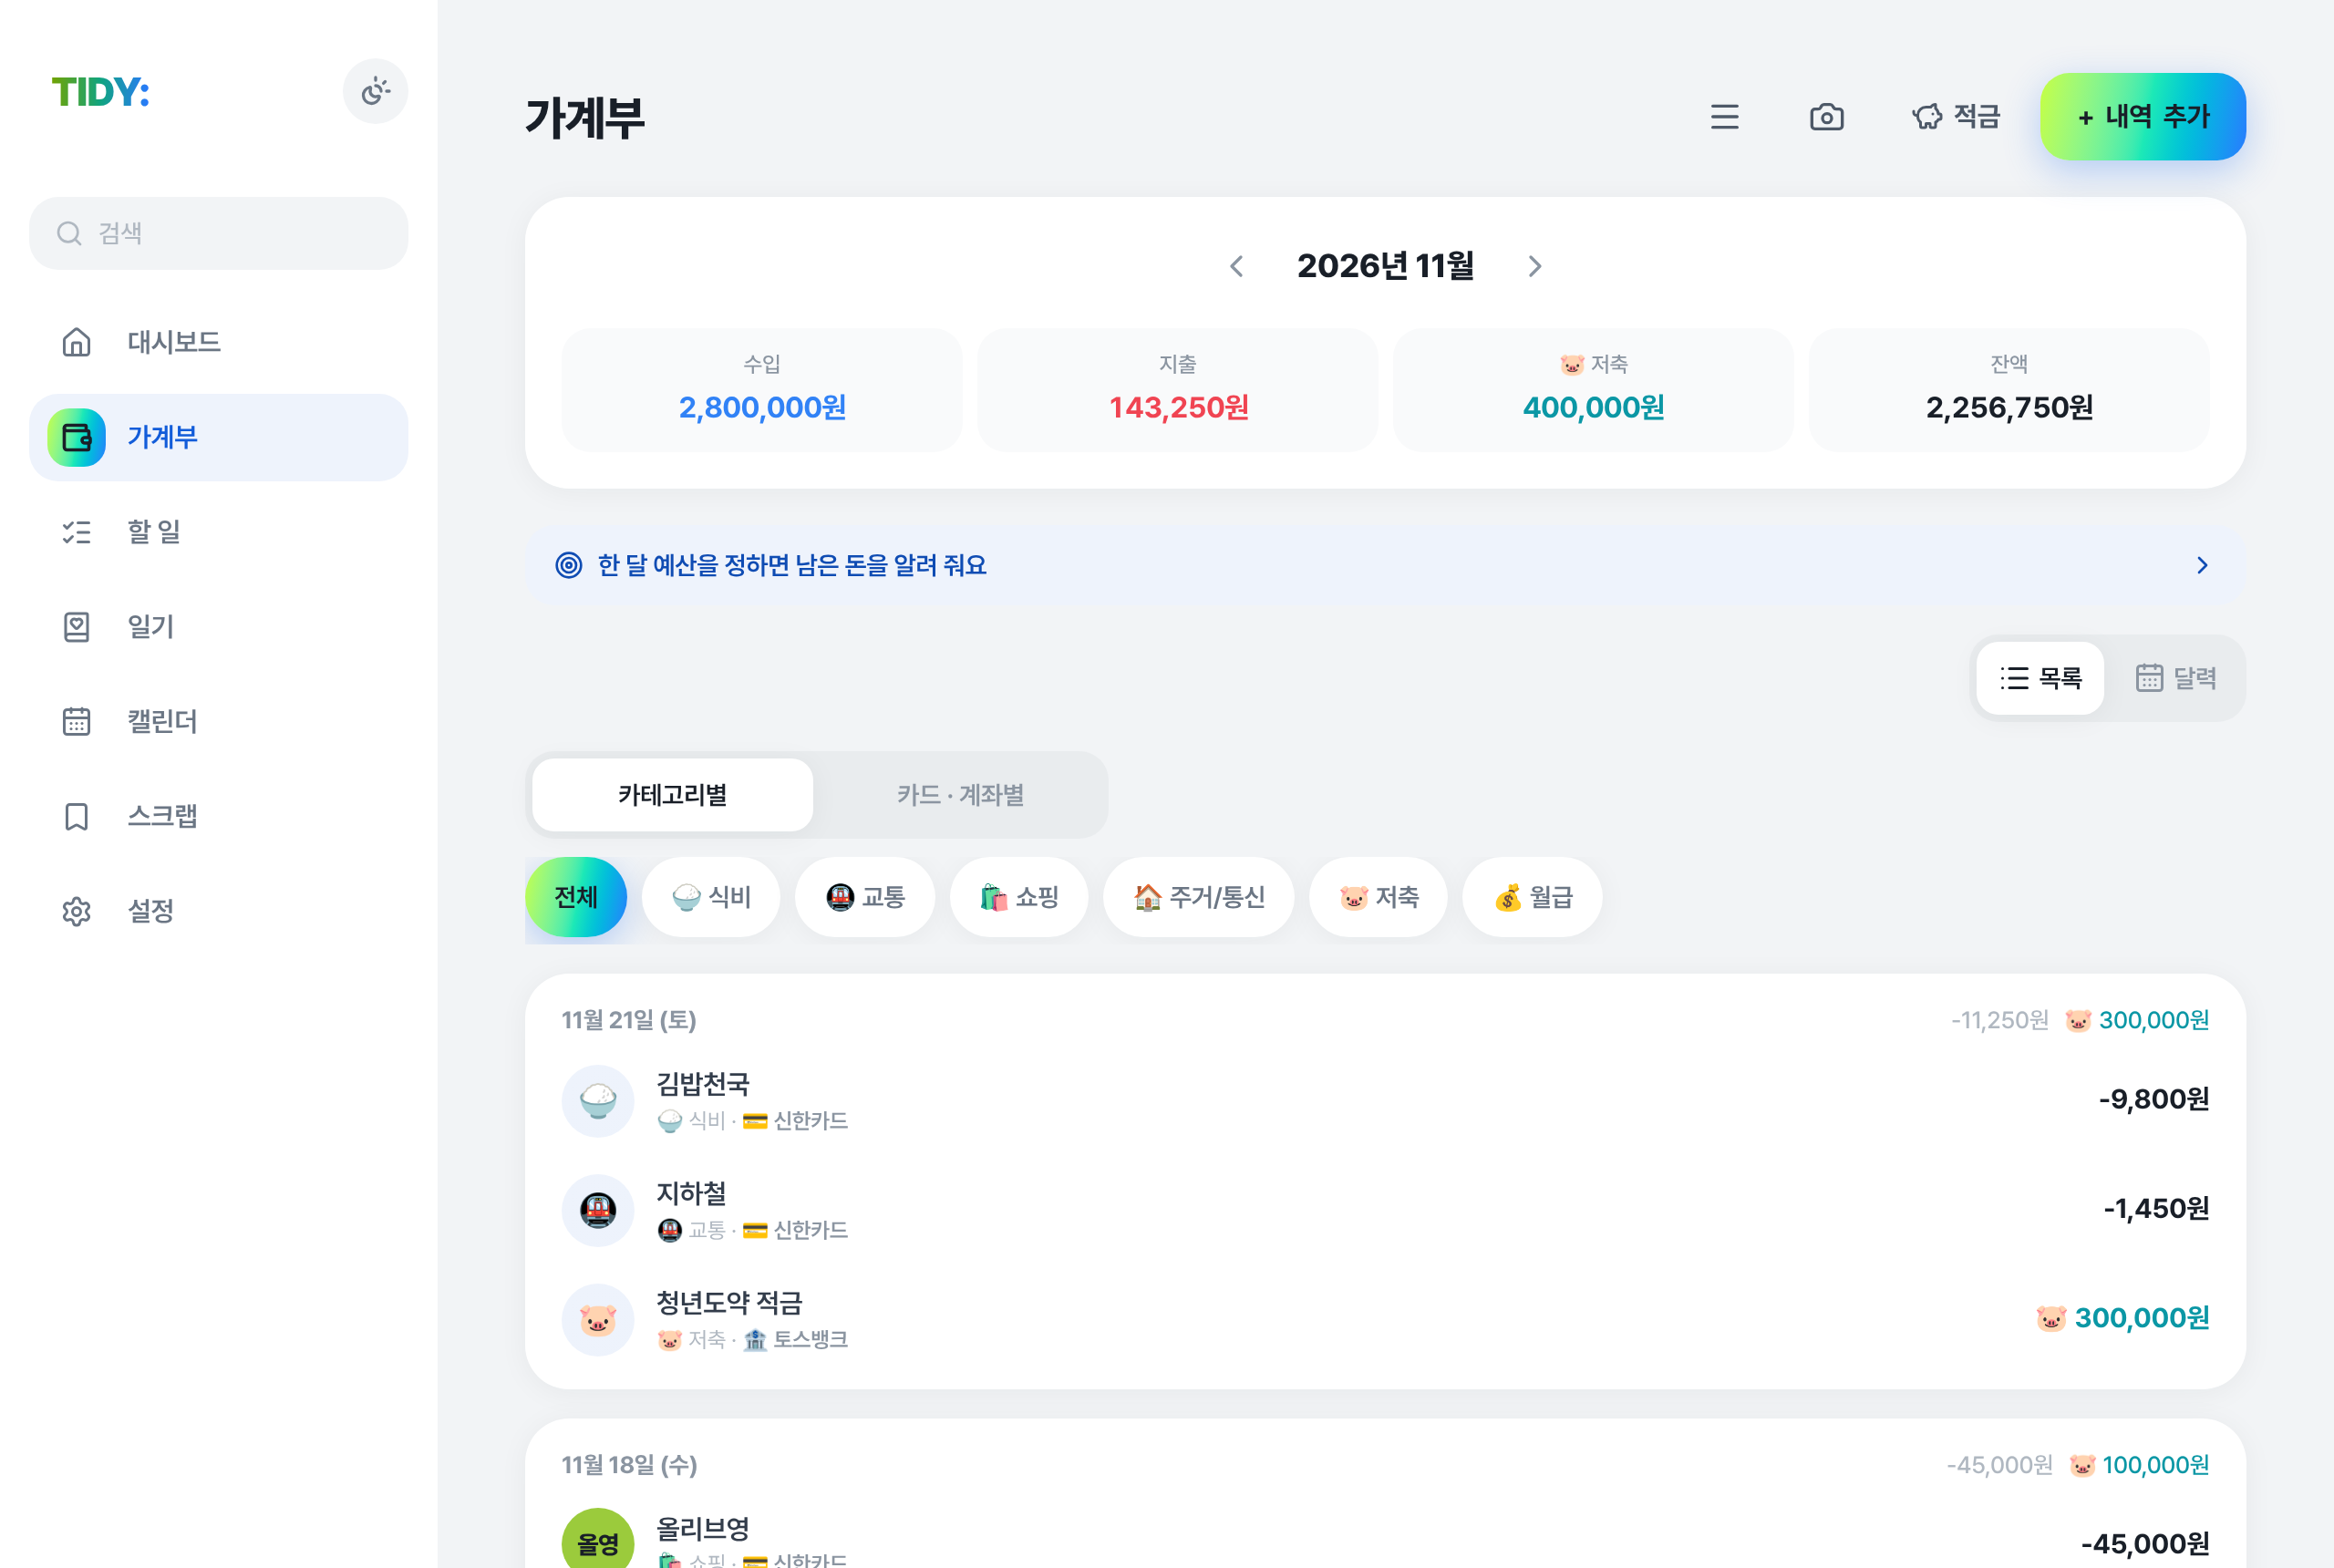 TIDY:
검색
대시보드
가계부
할 일
일기
캘린더
스크랩
설정
가계부
적금
+ 내역 추가
2026년 11월
수입
2,800,000원
지출
143,250원
🐷 저축
400,000원
잔액
2,256,750원
한 달 예산을 정하면 남은 돈을 알려 줘요
목록
달력
카테고리별
카드 · 계좌별
전체
🍚 식비
🚇 교통
🛍️ 쇼핑
🏠 주거/통신
🐷 저축
💰 월급
11월 21일 (토)
-11,250원 🐷 300,000원
김밥천국
🍚 식비 · 💳 신한카드
-9,800원
지하철
🚇 교통 · 💳 신한카드
-1,450원
청년도약 적금
🐷 저축 · 🏦 토스뱅크
🐷 300,000원
11월 18일 (수)
-45,000원 🐷 100,000원
올영
올리브영
🛍️ 쇼핑 · 💳 신한카드
-45,000원